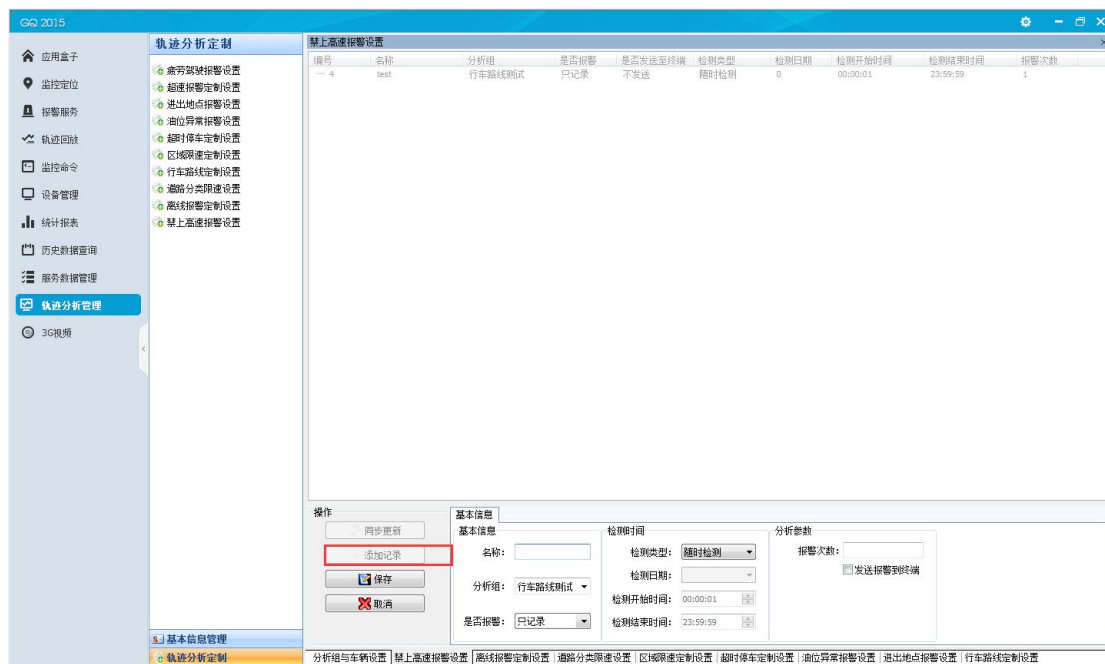 GQ 2015
应用盒子
监控定位
报警服务
轨迹回放
监控命令
设备管理
统计报表
历史数据查询
服务数据管理
轨迹分析管理
3G视频
轨迹分析定制
疲劳驾驶报警设置
超速报警定制设置
进出地点报警设置
油位异常报警设置
超时停车定制设置
区域限速定制设置
行车路线定制设置
道路分类限速设置
离线报警定制设置
禁上高速报警设置
基本信息管理
轨迹分析定制
禁上高速报警设置
编号 名称 分析组 是否报警 是否发送至终端 检测类型 检测日期 检测开始时间 检测结束时间 报警次数
4 test 行车路线测试 只记录 不发送 随时检测 0 00:00:01 23:59:59 1
操作
同步更新
添加记录
保存
取消
基本信息
基本信息
名称:
分析组: 行车路线测试
是否报警: 只记录
检测时间
检测类型: 随时检测
检测日期:
检测开始时间: 00:00:01
检测结束时间: 23:59:59
分析参数
报警次数:
发送报警到终端
分析组与车辆设置 禁上高速报警设置 离线报警定制设置 道路分类限速设置 区域限速定制设置 超时停车定制设置 油位异常报警设置 进出地点报警设置 行车路线定制设置